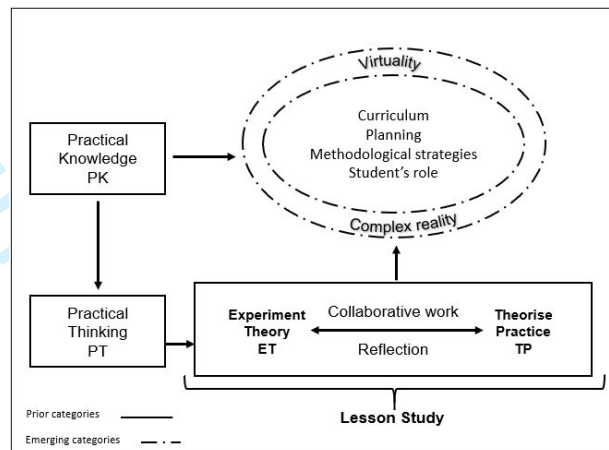 Virtuality
Curriculum
Planning
Methodological strategies
Student's role
Complex reality
Practical
Knowledge
PK
Practical
Thinking
PT
Experiment
Theory
ET
Collaborative work
Reflection
Theorise
Practice
TP
Lesson Study
Prior categories
Emerging categories